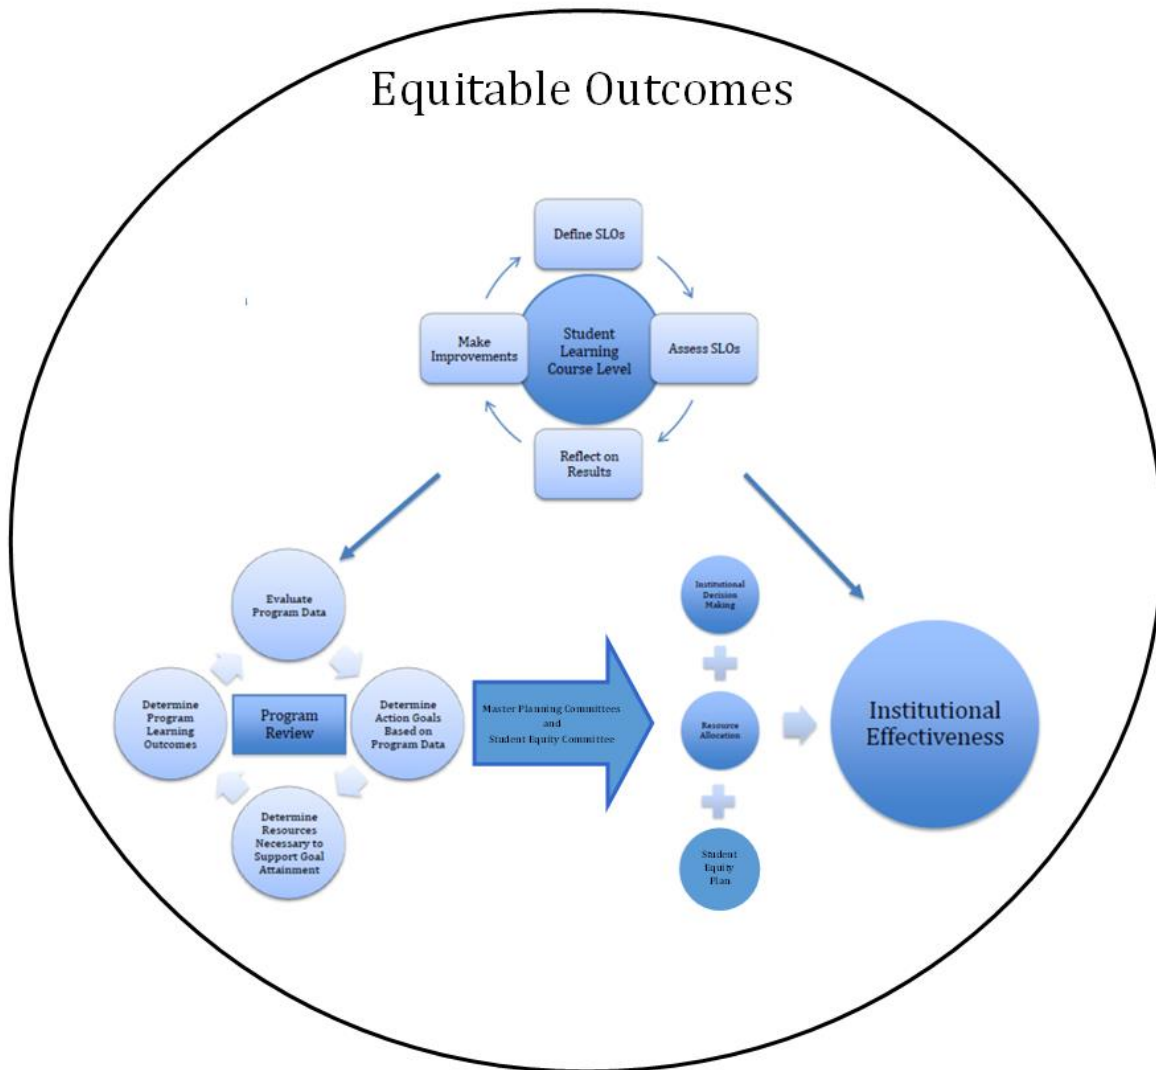 Equitable Outcomes
Define SLOs
Student
Learning
Course Level
Make
Improvements
Assess SLOs
Reflect on
Results
Evaluate
Program Data
Determine
Program
Learning
Outcomes
Program
Review
Determine
Action Goals
Based on
Program Data
Determine
Resources
Necessary to
Support Goal
Attainment
Master Planning Committees
and
Student Equity Committee
Institutional
Decision
Making
Resource
Allocation
Student
Equity
Plan
Institutional
Effectiveness